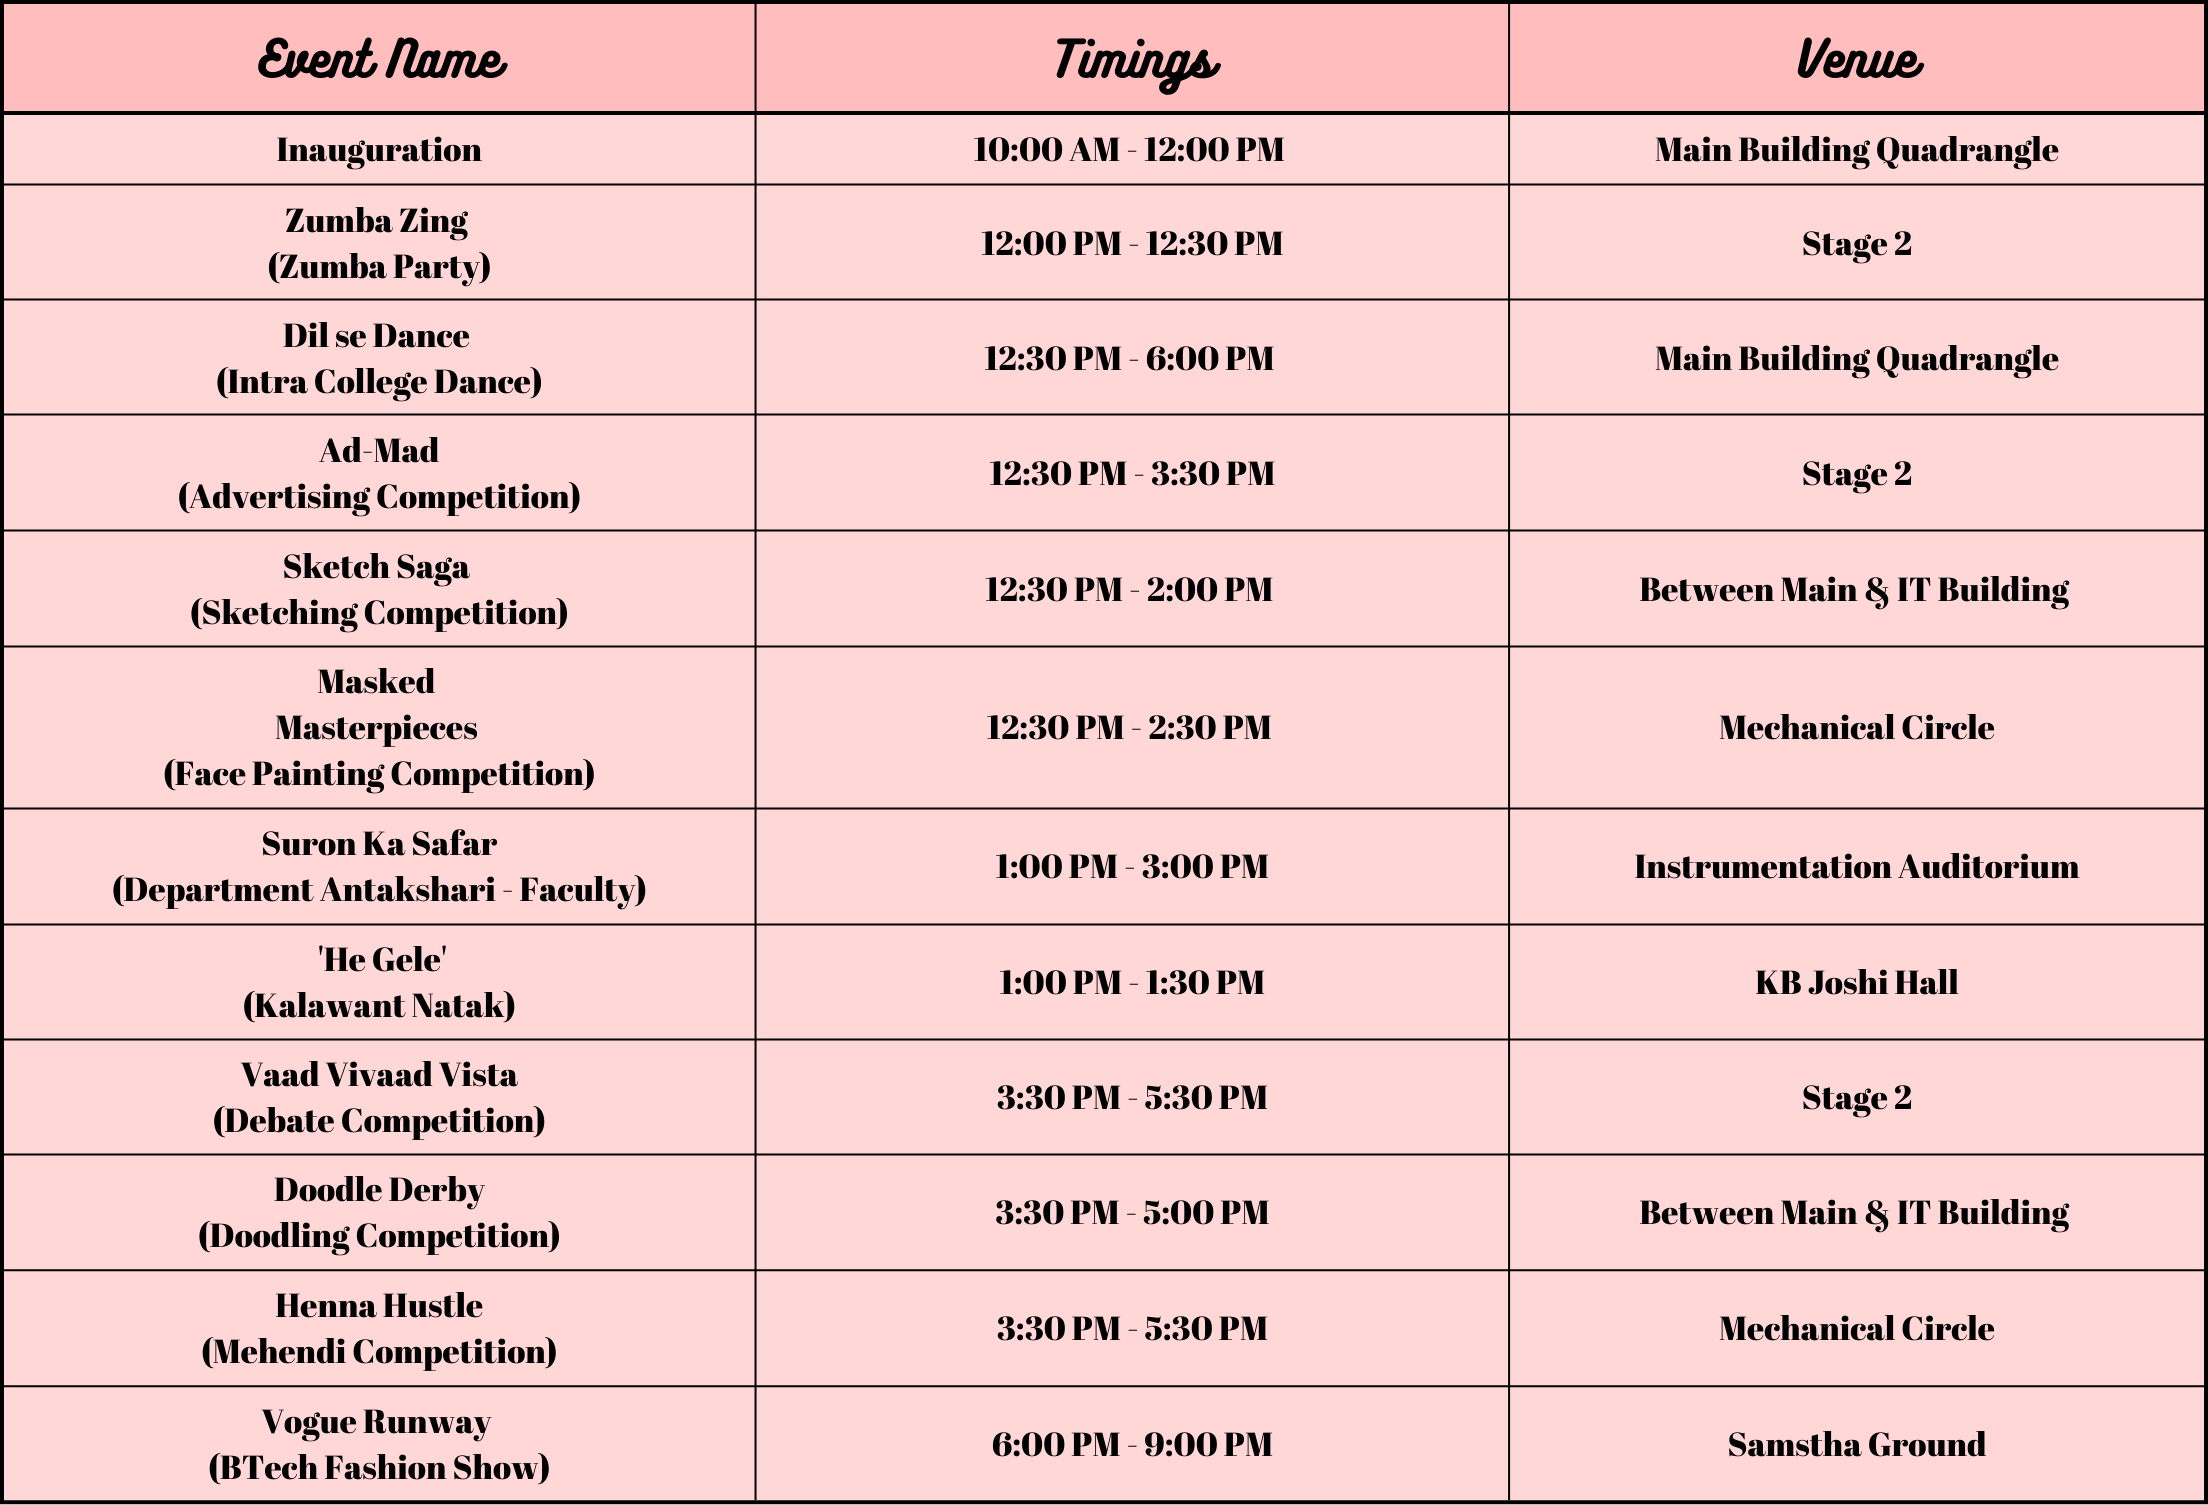 Event Name
Timings
Venue
Inauguration
10:00 AM - 12:00 PM
Main Building Quadrangle
Zumba Zing
(Zumba Party)
12:00 PM - 12:30 PM
Stage 2
Dil se Dance
(Intra College Dance)
12:30 PM - 6:00 PM
Main Building Quadrangle
Ad-Mad
(Advertising Competition)
12:30 PM - 3:30 PM
Stage 2
Sketch Saga
(Sketching Competition)
12:30 PM - 2:00 PM
Between Main & IT Building
Masked
Masterpieces
(Face Painting Competition)
12:30 PM - 2:30 PM
Mechanical Circle
Suron Ka Safar
(Department Antakshari - Faculty)
1:00 PM - 3:00 PM
Instrumentation Auditorium
'He Gele'
(Kalawant Natak)
1:00 PM - 1:30 PM
KB Joshi Hall
Vaad Vivaad Vista
(Debate Competition)
3:30 PM - 5:30 PM
Stage 2
Doodle Derby
(Doodling Competition)
3:30 PM - 5:00 PM
Between Main & IT Building
Henna Hustle
(Mehendi Competition)
3:30 PM - 5:30 PM
Mechanical Circle
Vogue Runway
(BTech Fashion Show)
6:00 PM - 9:00 PM
Samstha Ground